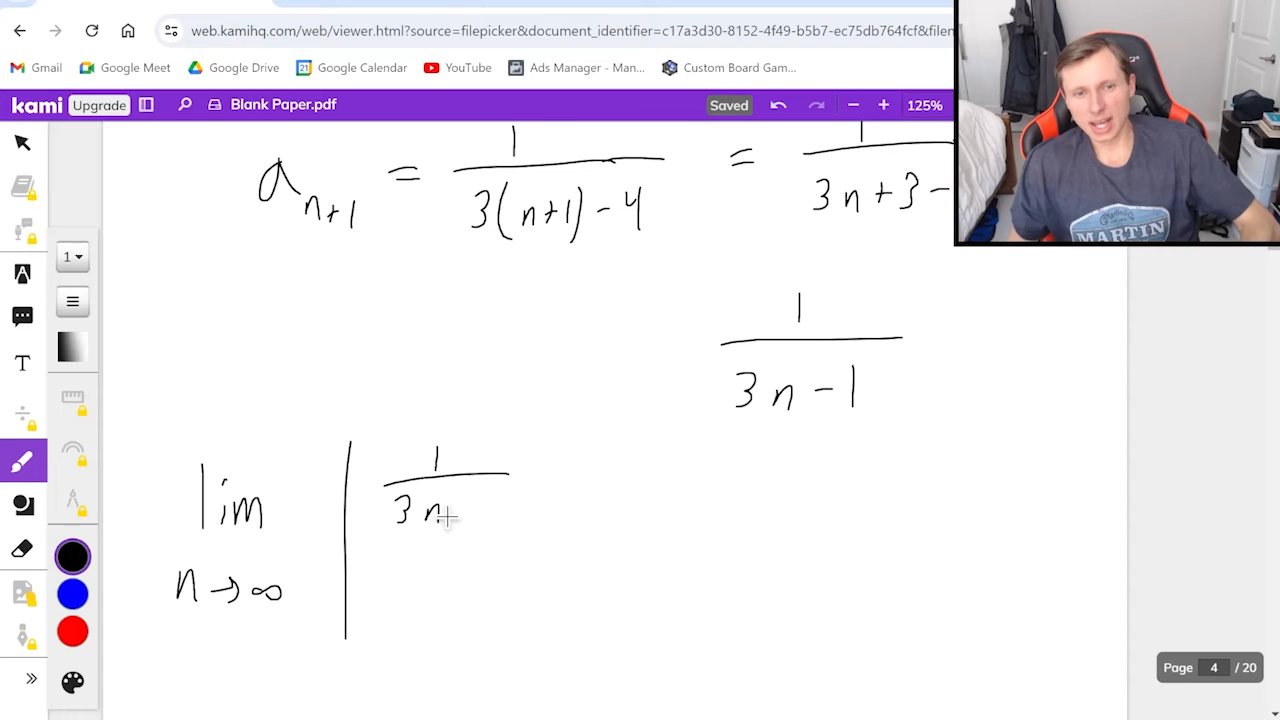 web.kamihq.com/web/viewer.html?source=filepicker&document_identifier=c17a3d30-8152-4f49-b5b7-ec75db764fcf&filen
Gmail Google Meet Google Drive Google Calendar YouTube Ads Manager - Man... Custom Board Gam...
kami Upgrade Blank Paper.pdf Saved 125%
a_{n+1} = 1/(3(n+1)-4) = 1/(3n+3-
1/(3n-1)
lim n→∞ | 1/(3n
1
T
MARTIN
Page 4 / 20